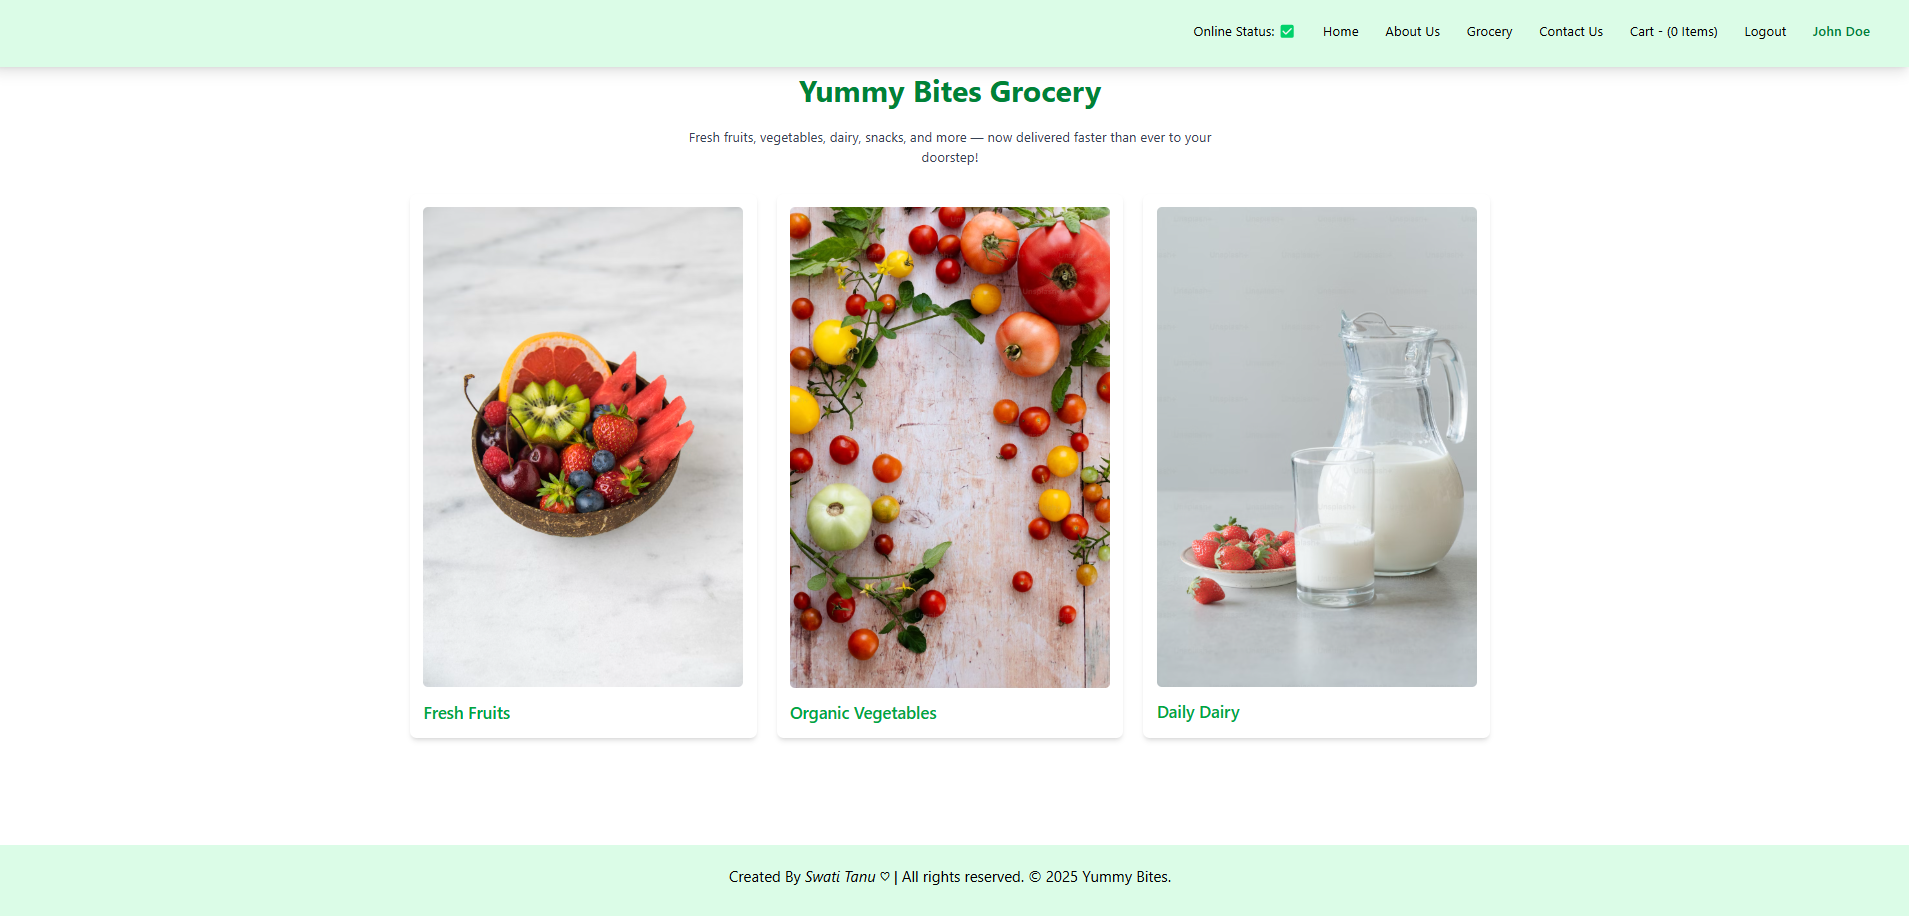 Online Status: ✅ Home About Us Grocery Contact Us Cart - (0 Items) Logout John Doe
Yummy Bites Grocery
Fresh fruits, vegetables, dairy, snacks, and more — now delivered faster than ever to your
doorstep!
Fresh Fruits
Organic Vegetables
Daily Dairy
Created By Swati Tanu ♡ | All rights reserved. © 2025 Yummy Bites.